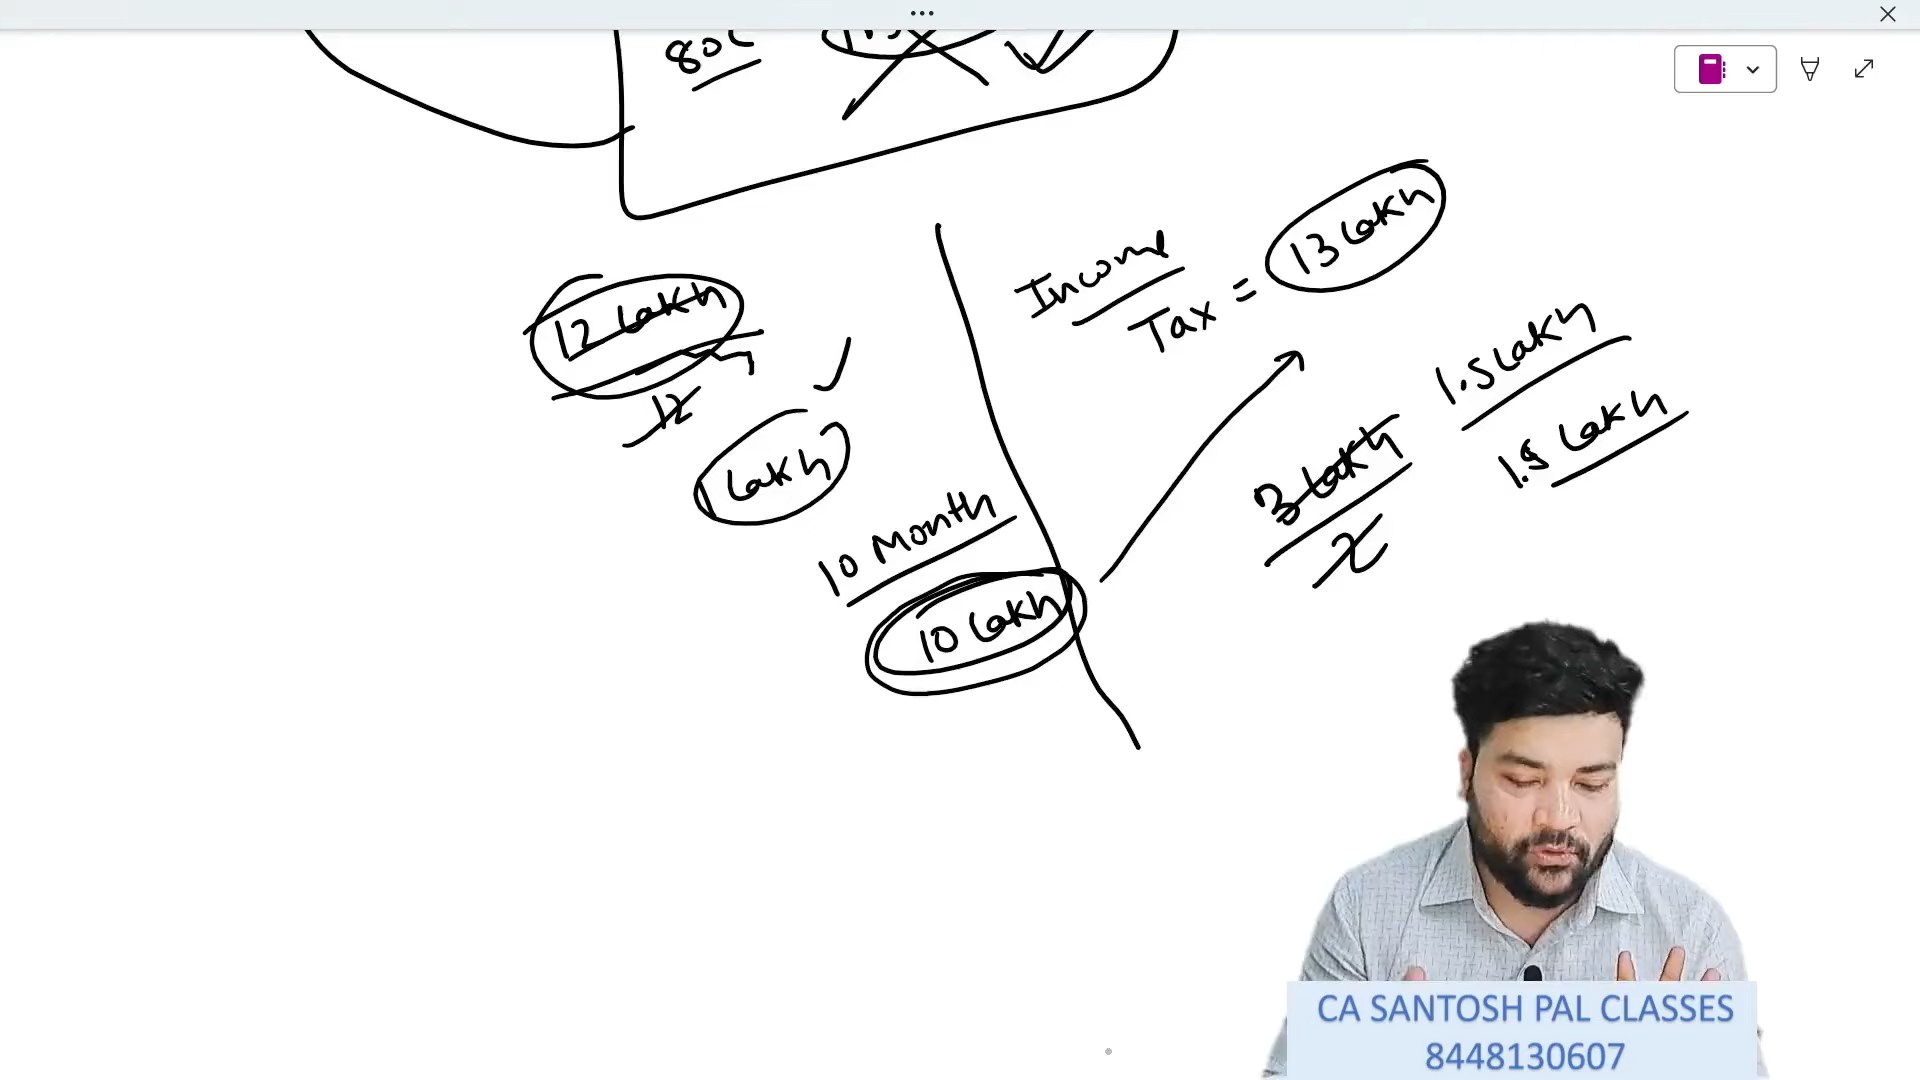 80C
Income
Tax = 13 Lakh
12 Lakh
12
1 Lakh
10 Month
10 Lakh
1.5 Lakh
1.5 Lakh
3 Lakh
2
CA SANTOSH PAL CLASSES
8448130607